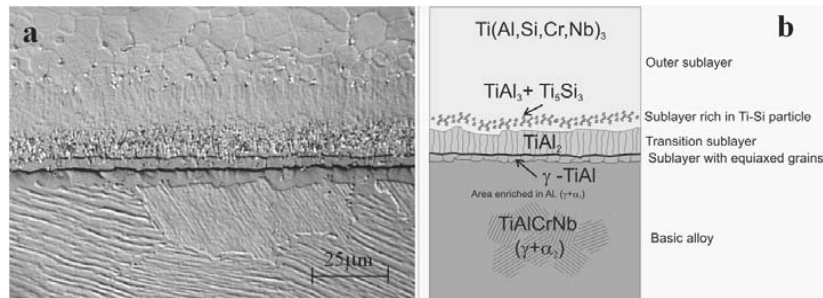 a
25μm
b
Ti(Al,Si,Cr,Nb)₃
Outer sublayer
TiAl₃+ Ti₅Si₃
Sublayer rich in Ti-Si particle
Transition sublayer
TiAl₂
Sublayer with equiaxed grains
γ -TiAl
Area enriched in Al. (γ+α₂)
TiAlCrNb
(γ+α₂)
Basic alloy